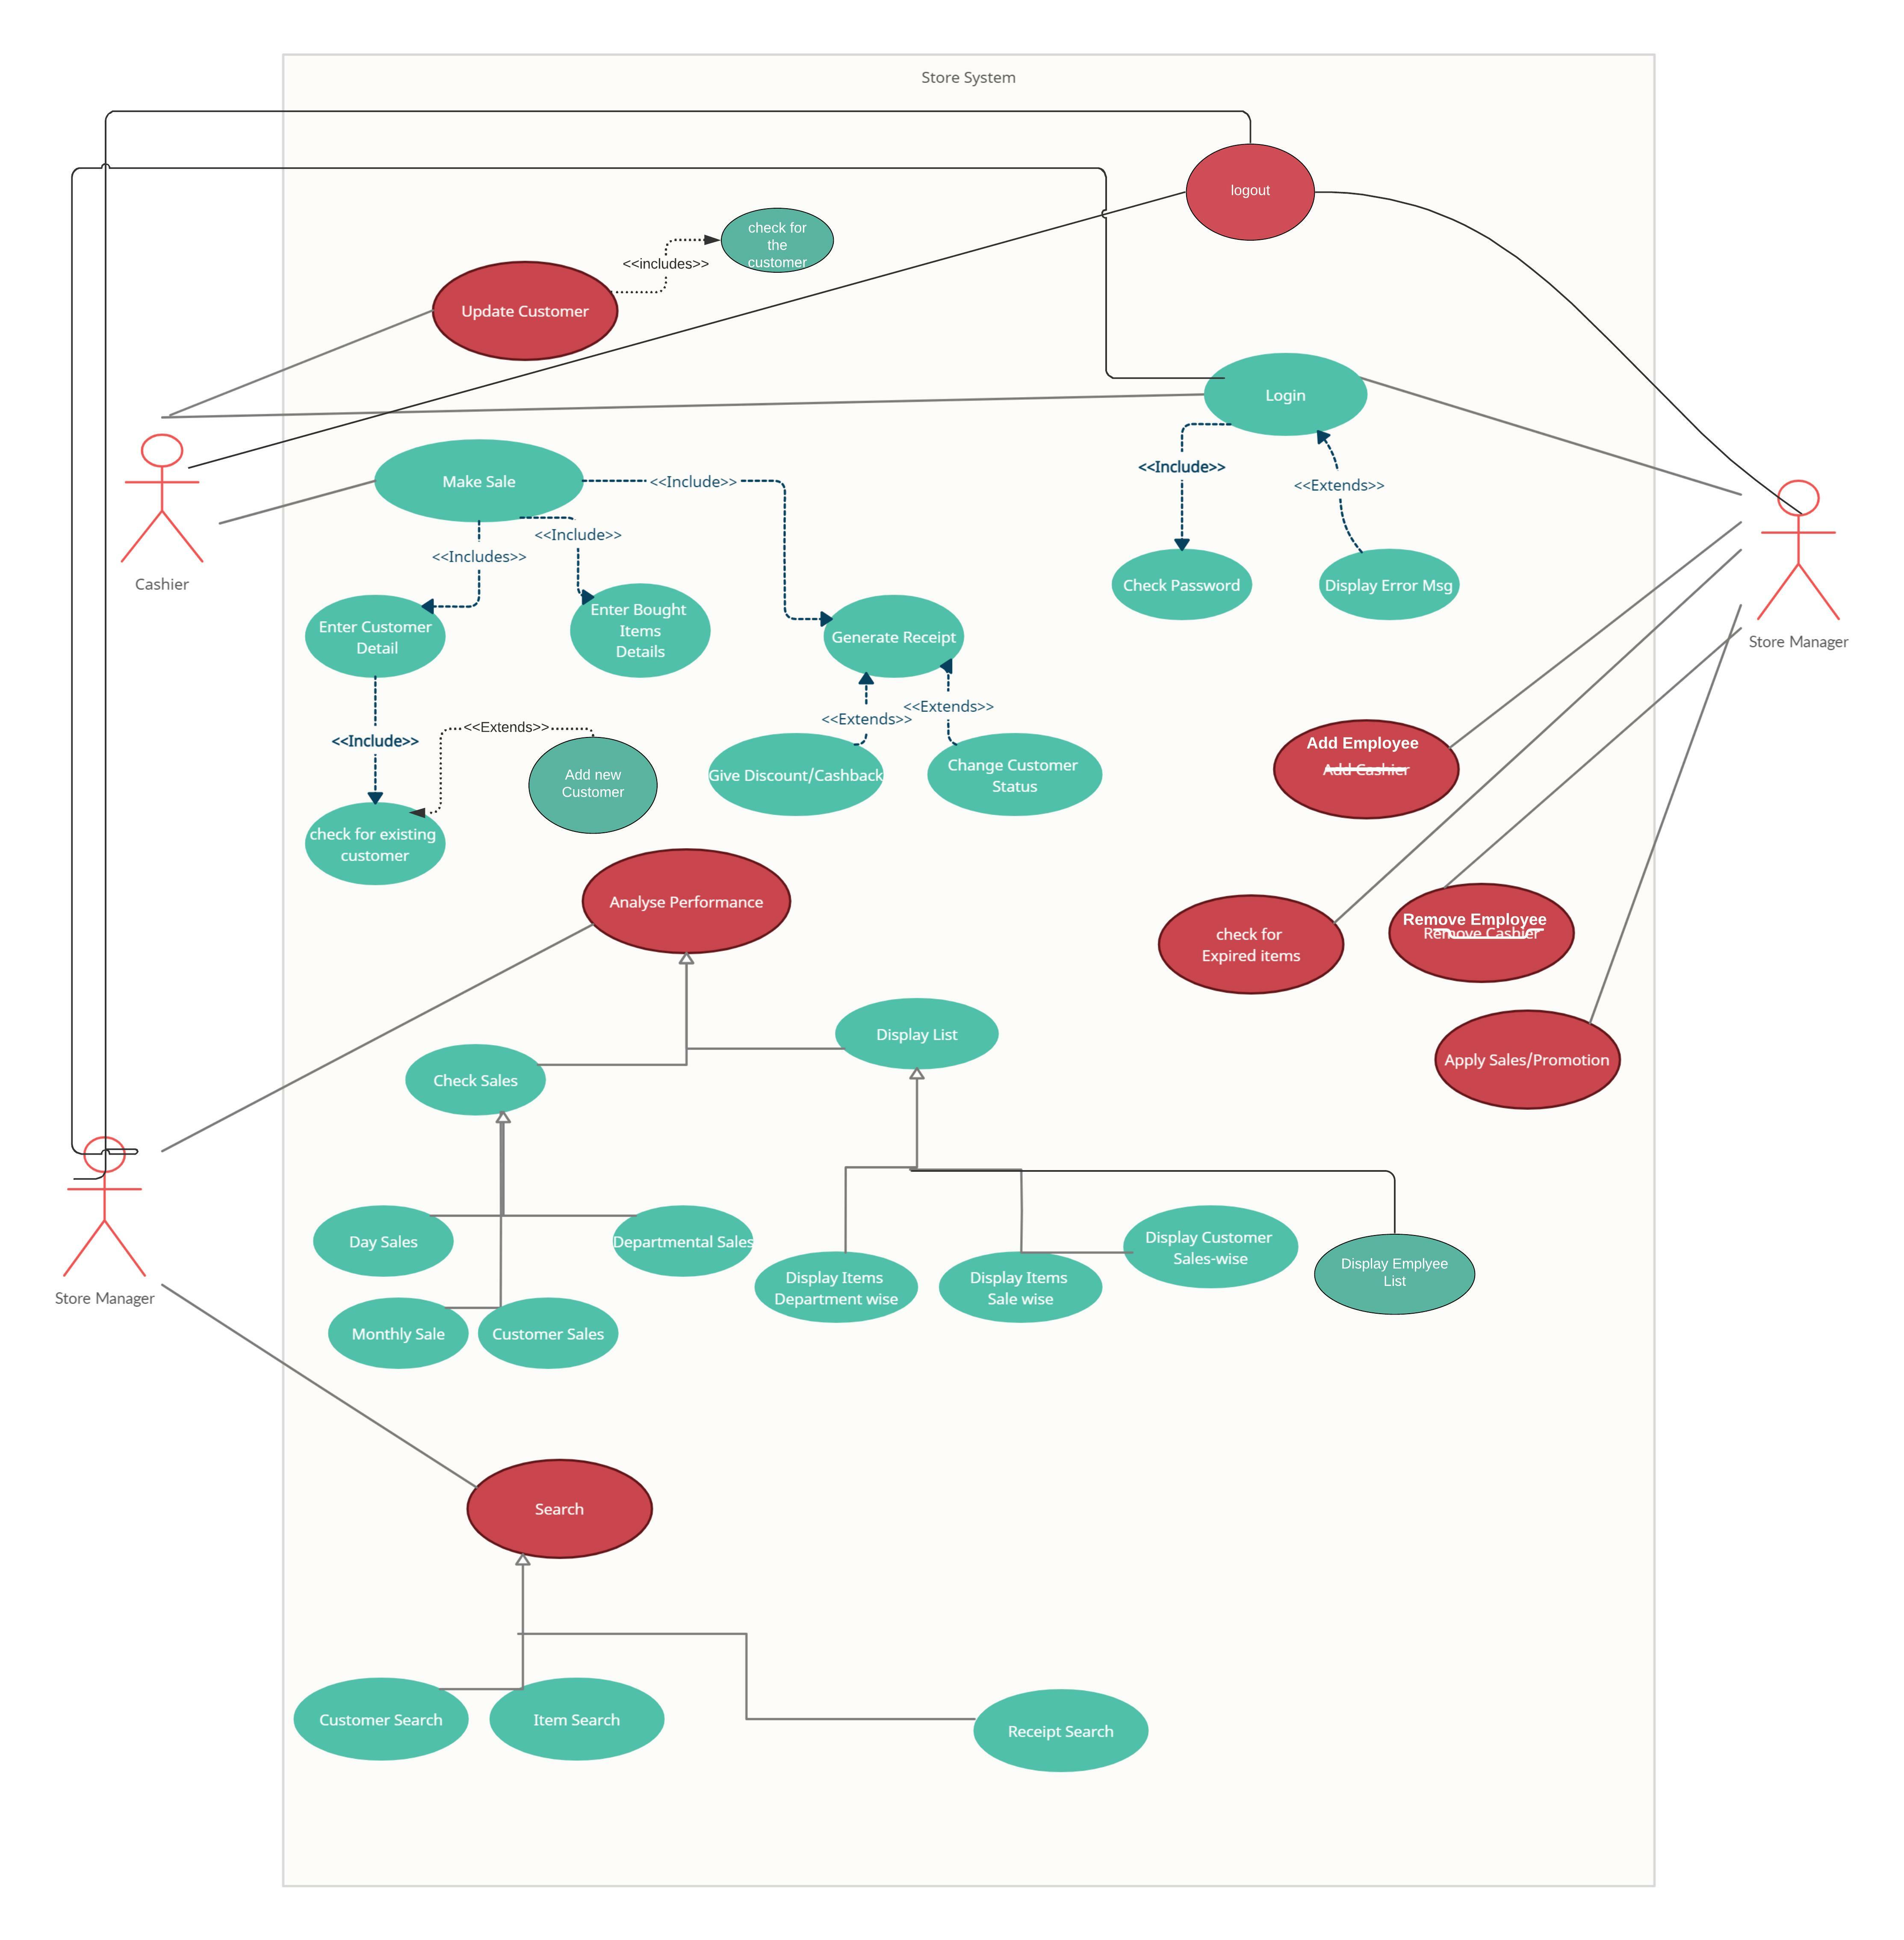 Store System
logout
check for
the
customer
<<includes>>
Update Customer
Login
Make Sale
<<Include>>
<<Include>>
<<Extends>>
<<Include>>
<<Includes>>
Cashier
Check Password
Display Error Msg
Enter Customer
Detail
Enter Bought
Items
Details
Generate Receipt
Store Manager
<<Extends>>
<<Extends>>
<<Include>>
<<Extends>>
Add new
Customer
Give Discount/Cashback
Change Customer
Status
Add Employee
Add Cashier
check for existing
customer
Analyse Performance
check for
Expired items
Remove Employee
Remove Cashier
Display List
Check Sales
Apply Sales/Promotion
Day Sales
Departmental Sales
Display Customer
Sales-wise
Display Items
Department wise
Display Items
Sale wise
Display Emplyee
List
Store Manager
Monthly Sale
Customer Sales
Search
Customer Search
Item Search
Receipt Search